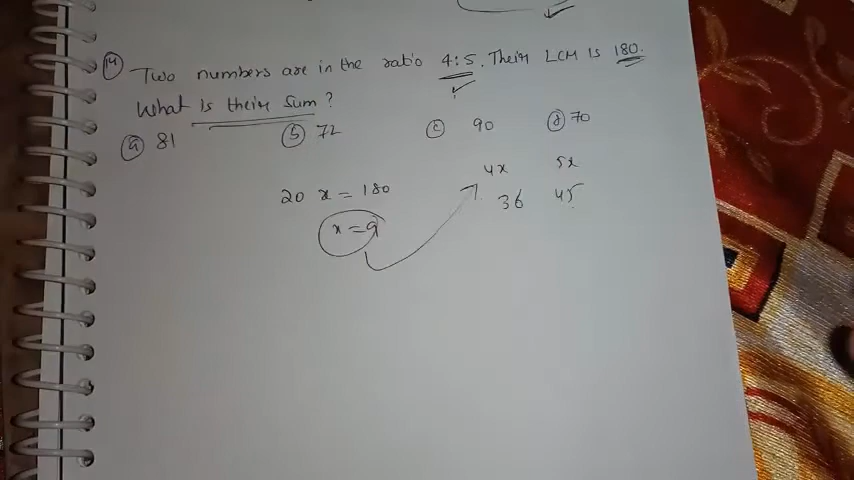 14 Two numbers are in the ratio 4:5. Their LCM is 180.
What is their sum?
a 81 b 72 c 90 d 70
4x 5x
20 x = 180
36 45
x = 9